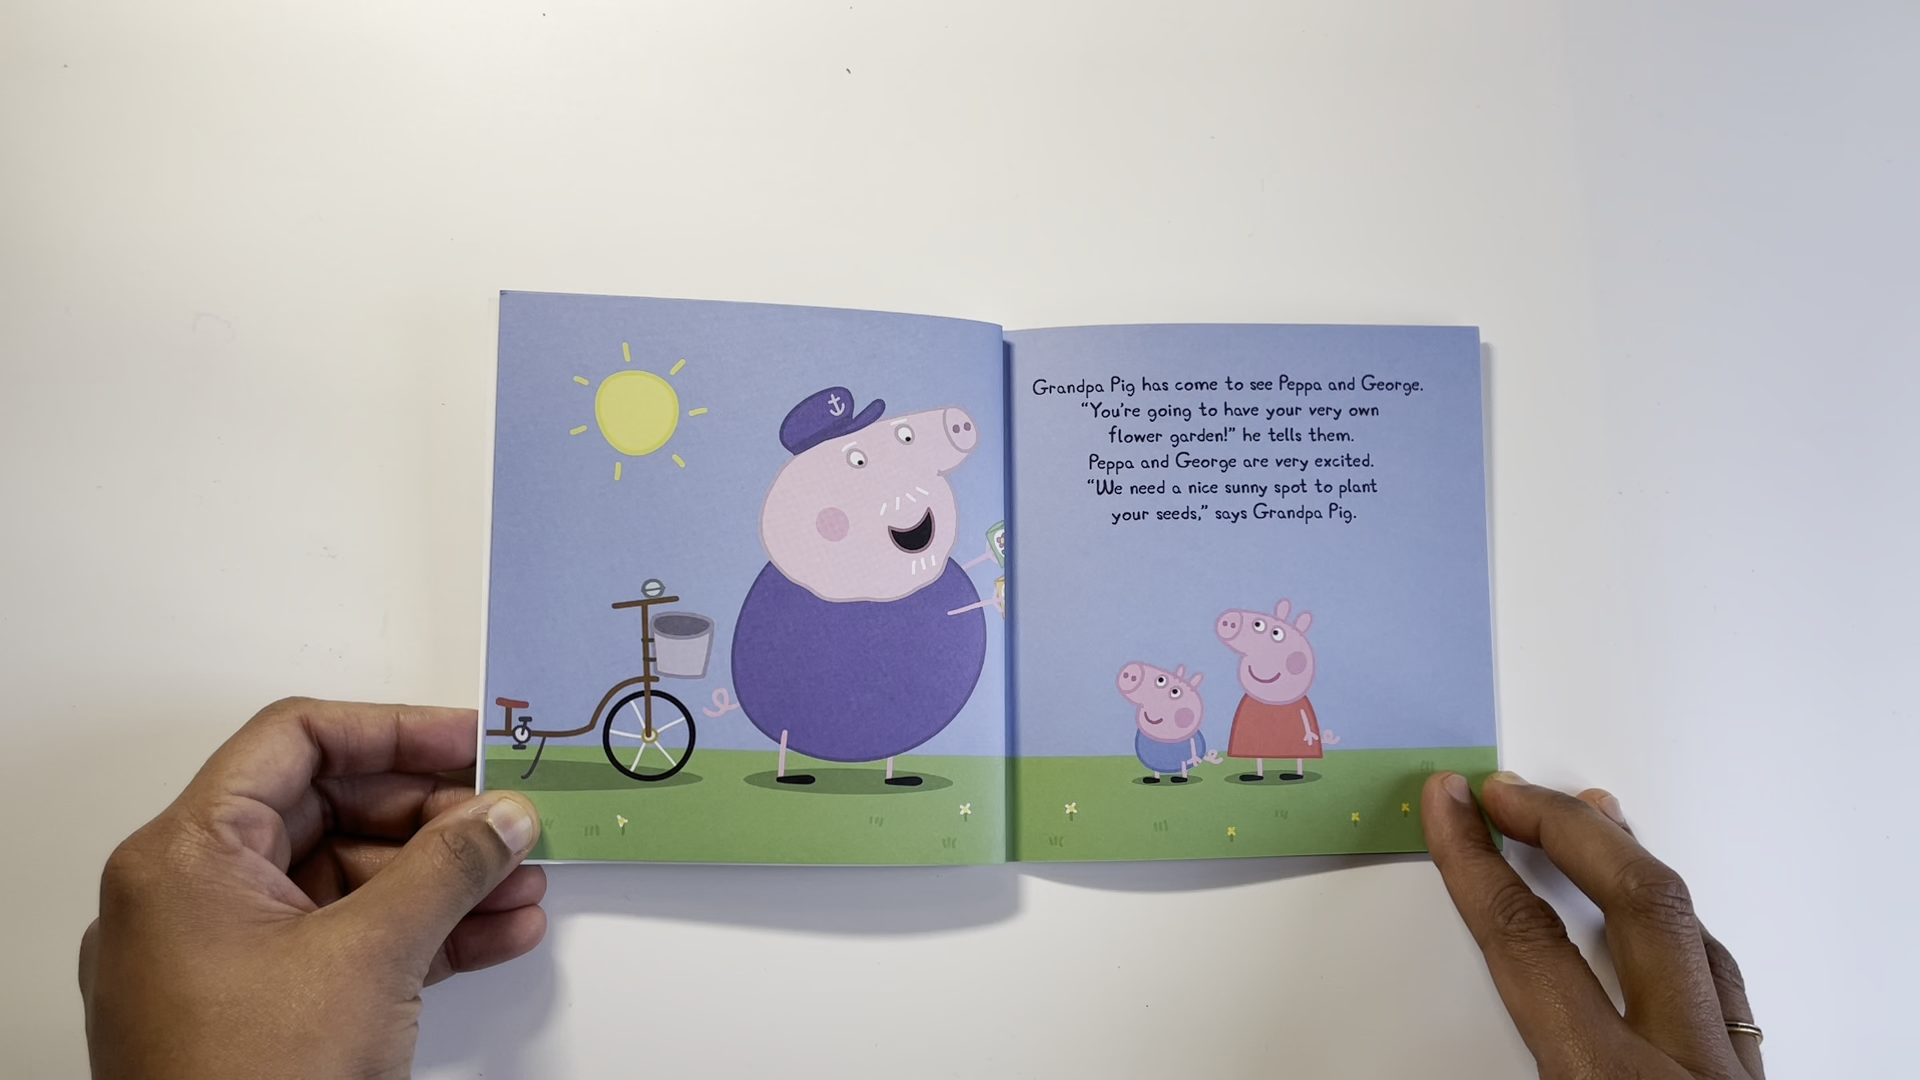 Grandpa Pig has come to see Peppa and George.
“You’re going to have your very own
flower garden!” he tells them.
Peppa and George are very excited.
“We need a nice sunny spot to plant
your seeds,” says Grandpa Pig.